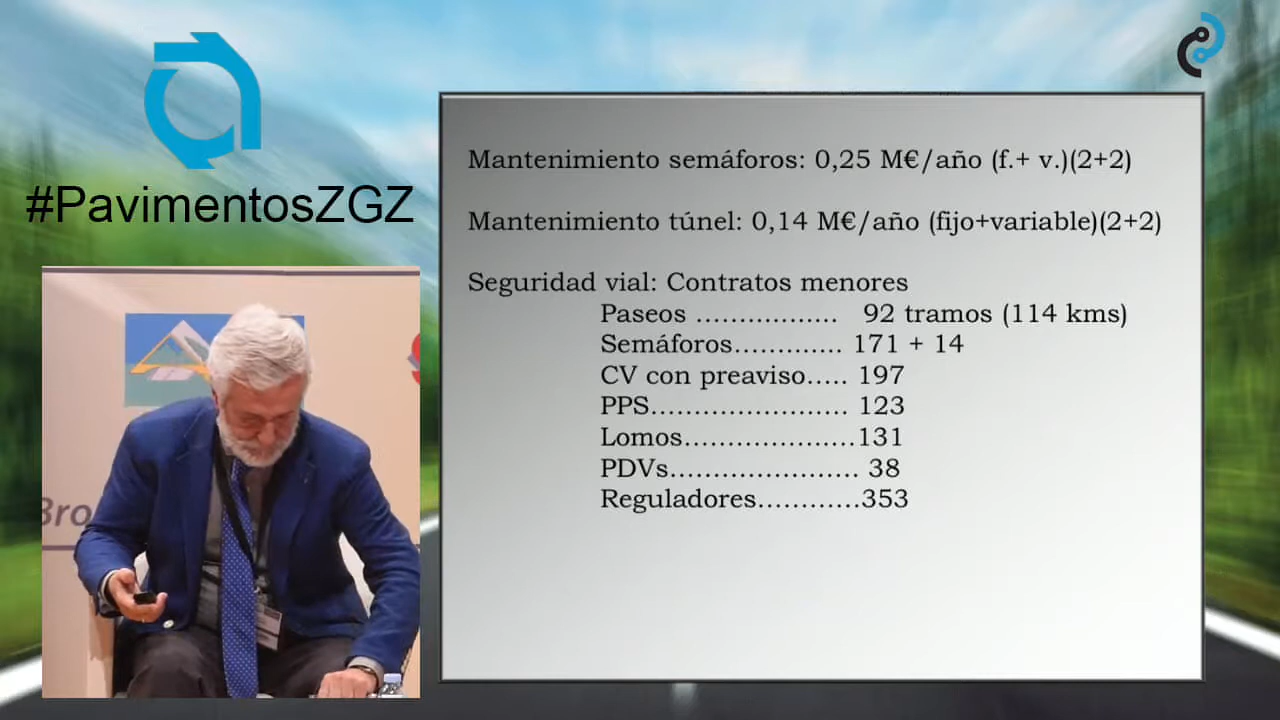 #PavimentosZGZ
Bro
Mantenimiento semáforos: 0,25 M€/año (f.+ v.)(2+2)
Mantenimiento túnel: 0,14 M€/año (fijo+variable)(2+2)
Seguridad vial: Contratos menores
Paseos ................. 92 tramos (114 kms)
Semáforos............. 171 + 14
CV con preaviso..... 197
PPS....................... 123
Lomos....................131
PDVs...................... 38
Reguladores............353